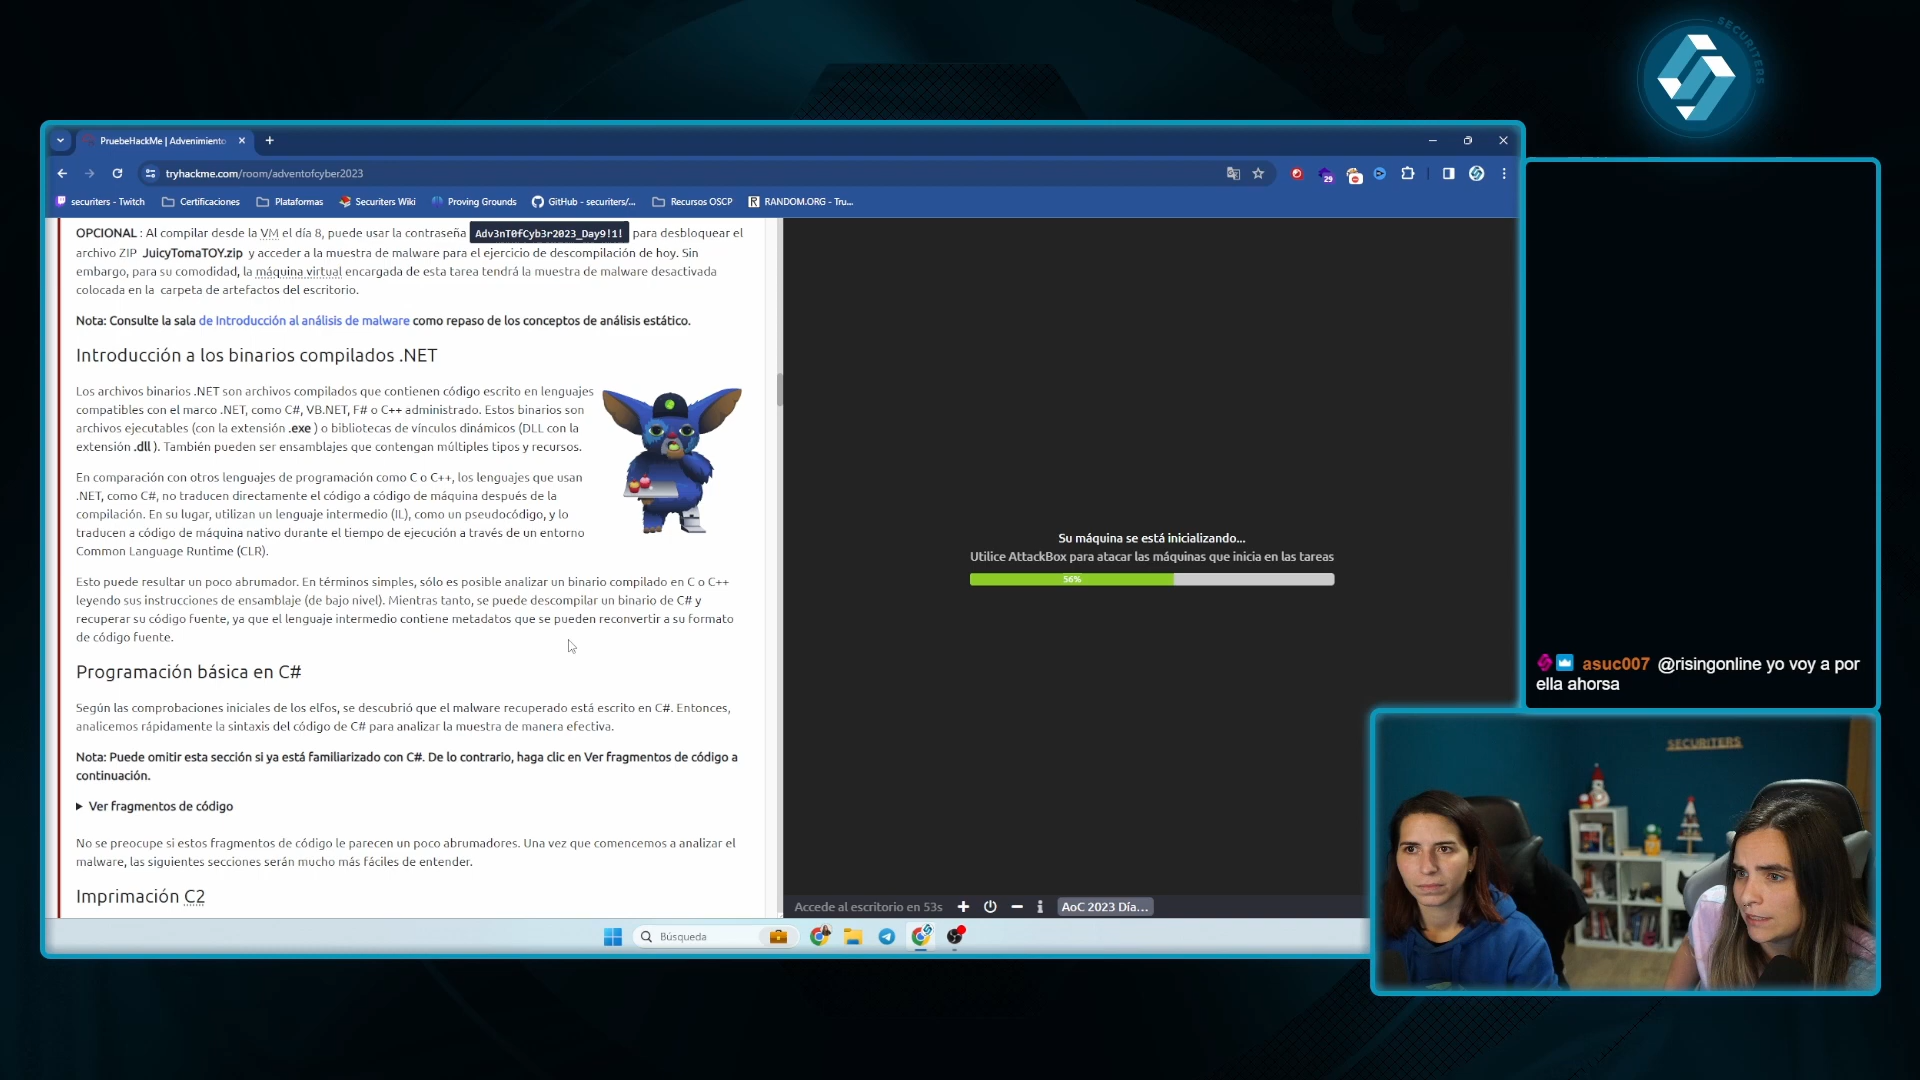 SECURITERS
PruebeHackMe | Advenimiento
tryhackme.com/room/adventofcyber2023
29
securiters - Twitch
Certificaciones
Plataformas
Securiters Wiki
Proving Grounds
GitHub - securiters/...
Recursos OSCP
RANDOM.ORG - Tru...
OPCIONAL : Al compilar desde la VM el día 8, puede usar la contraseña Adv3nT0fCyb3r2023_Day9!1! para desbloquear el
archivo ZIP JuicyTomaTOY.zip y acceder a la muestra de malware para el ejercicio de descompilación de hoy. Sin
embargo, para su comodidad, la máquina virtual encargada de esta tarea tendrá la muestra de malware desactivada
colocada en la carpeta de artefactos del escritorio.
Nota: Consulte la sala de Introducción al análisis de malware como repaso de los conceptos de análisis estático.
Introducción a los binarios compilados .NET
Los archivos binarios .NET son archivos compilados que contienen código escrito en lenguajes
compatibles con el marco .NET, como C#, VB.NET, F# o C++ administrado. Estos binarios son
archivos ejecutables (con la extensión .exe ) o bibliotecas de vínculos dinámicos (DLL con la
extensión .dll ). También pueden ser ensamblajes que contengan múltiples tipos y recursos.
En comparación con otros lenguajes de programación como C o C++, los lenguajes que usan
.NET, como C#, no traducen directamente el código a código de máquina después de la
compilación. En su lugar, utilizan un lenguaje intermedio (IL), como un pseudocódigo, y lo
traducen a código de máquina nativo durante el tiempo de ejecución a través de un entorno
Common Language Runtime (CLR).
Esto puede resultar un poco abrumador. En términos simples, sólo es posible analizar un binario compilado en C o C++
leyendo sus instrucciones de ensamblaje (de bajo nivel). Mientras tanto, se puede descompilar un binario de C# y
recuperar su código fuente, ya que el lenguaje intermedio contiene metadatos que se pueden reconvertir a su formato
de código fuente.
Programación básica en C#
Según las comprobaciones iniciales de los elfos, se descubrió que el malware recuperado está escrito en C#. Entonces,
analicemos rápidamente la sintaxis del código de C# para analizar la muestra de manera efectiva.
Nota: Puede omitir esta sección si ya está familiarizado con C#. De lo contrario, haga clic en Ver fragmentos de código a
continuación.
Ver fragmentos de código
No se preocupe si estos fragmentos de código le parecen un poco abrumadores. Una vez que comencemos a analizar el
malware, las siguientes secciones serán mucho más fáciles de entender.
Imprimación C2
Su máquina se está inicializando...
Utilice AttackBox para atacar las máquinas que inicia en las tareas
56%
Accede al escritorio en 53s
AoC 2023 Día...
Búsqueda
asuc007 @risingonline yo voy a por
ella ahorsa
SECURITERS